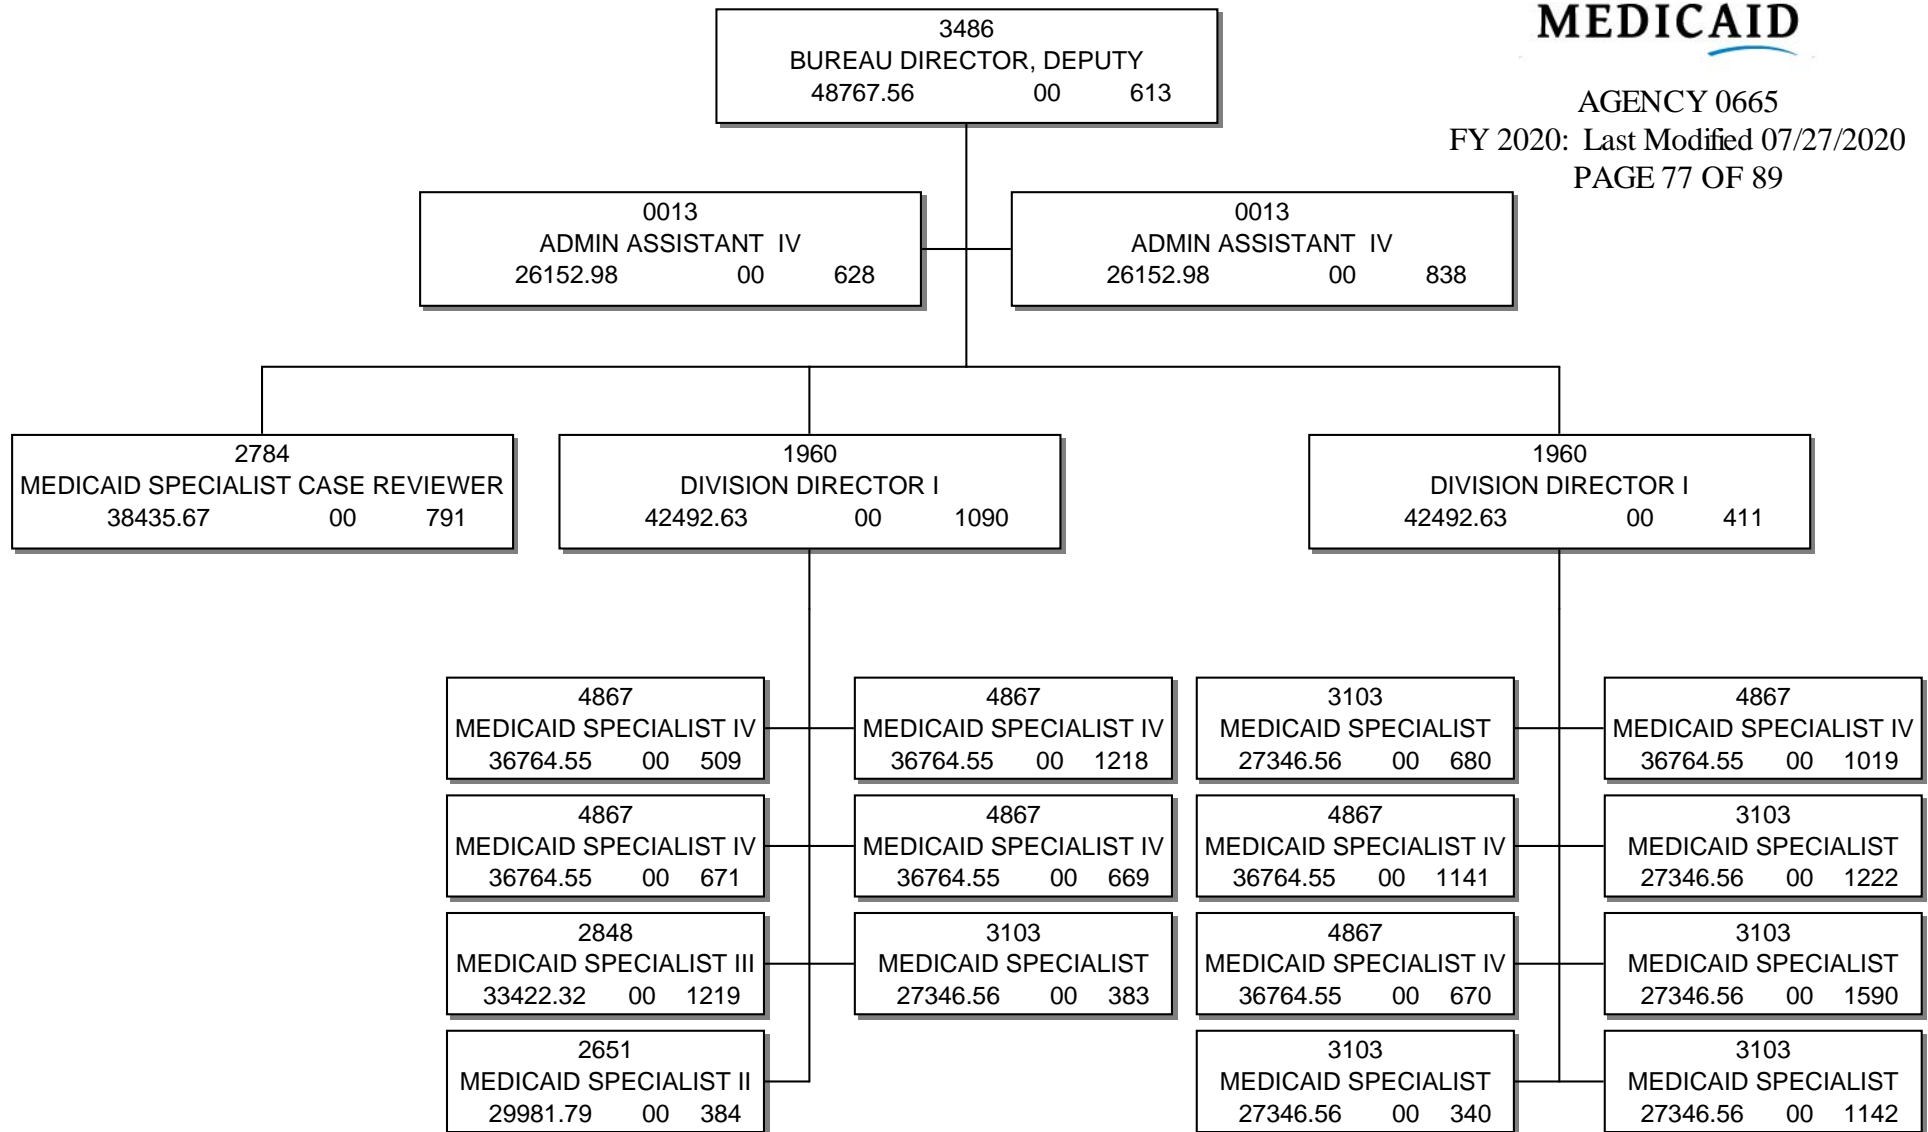 MEDICAID
AGENCY 0665
FY 2020: Last Modified 07/27/2020
PAGE 77 OF 89
3486
BUREAU DIRECTOR, DEPUTY
48767.56 00 613
0013
ADMIN ASSISTANT IV
26152.98 00 628
0013
ADMIN ASSISTANT IV
26152.98 00 838
2784
MEDICAID SPECIALIST CASE REVIEWER
38435.67 00 791
1960
DIVISION DIRECTOR I
42492.63 00 1090
1960
DIVISION DIRECTOR I
42492.63 00 411
4867
MEDICAID SPECIALIST IV
36764.55 00 509
4867
MEDICAID SPECIALIST IV
36764.55 00 1218
4867
MEDICAID SPECIALIST IV
36764.55 00 671
4867
MEDICAID SPECIALIST IV
36764.55 00 669
2848
MEDICAID SPECIALIST III
33422.32 00 1219
3103
MEDICAID SPECIALIST
27346.56 00 383
2651
MEDICAID SPECIALIST II
29981.79 00 384
3103
MEDICAID SPECIALIST
27346.56 00 680
4867
MEDICAID SPECIALIST IV
36764.55 00 1019
4867
MEDICAID SPECIALIST IV
36764.55 00 1141
3103
MEDICAID SPECIALIST
27346.56 00 1222
4867
MEDICAID SPECIALIST IV
36764.55 00 670
3103
MEDICAID SPECIALIST
27346.56 00 1590
3103
MEDICAID SPECIALIST
27346.56 00 340
3103
MEDICAID SPECIALIST
27346.56 00 1142